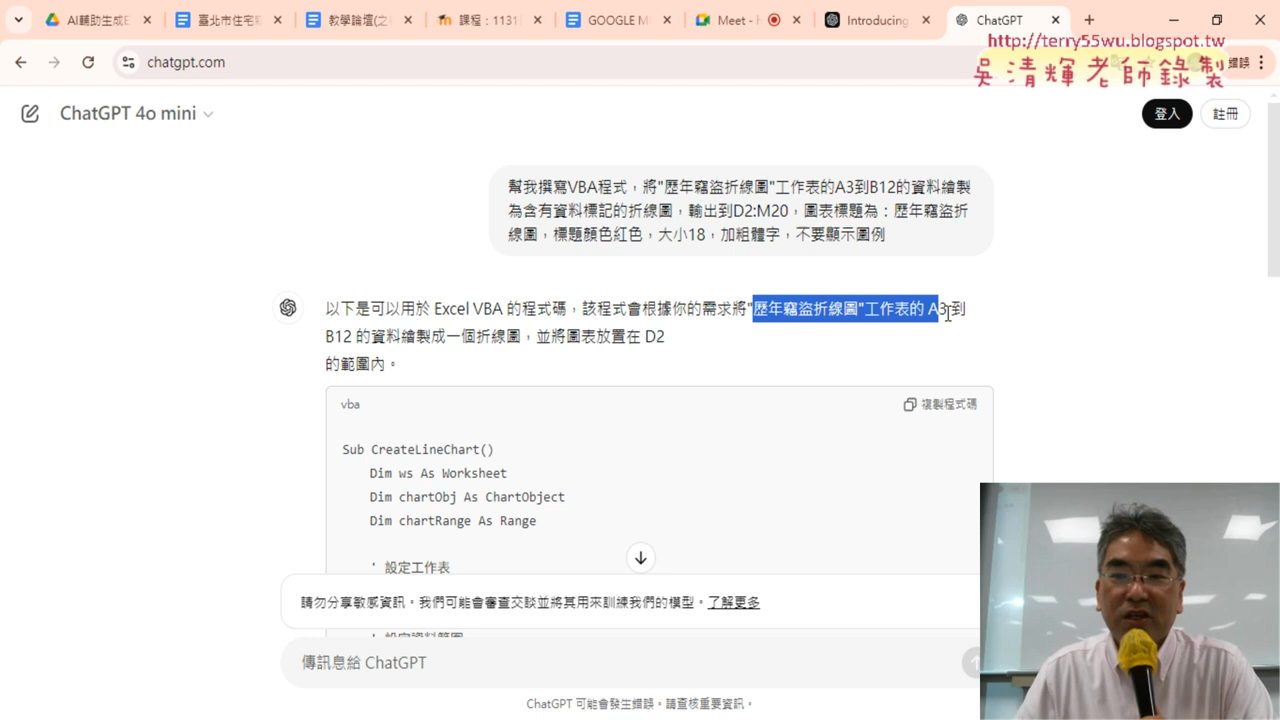 AI輔助生成E
臺北市住宅竊
教學論壇(之
課程：1131
GOOGLE M
Meet - h
Introducing
ChatGPT
chatgpt.com
http://terry55wu.blogspot.tw
吳清輝老師錄製
錯誤
ChatGPT 4o mini
登入
註冊
幫我撰寫VBA程式，將"歷年竊盜折線圖"工作表的A3到B12的資料繪製
為含有資料標記的折線圖，輸出到D2:M20，圖表標題為：歷年竊盜折
線圖，標題顏色紅色，大小18，加粗體字，不要顯示圖例
以下是可以用於 Excel VBA 的程式碼，該程式會根據你的需求將"歷年竊盜折線圖"工作表的 A3 到
B12 的資料繪製成一個折線圖，並將圖表放置在 D2
的範圍內。
vba
複製程式碼
Sub CreateLineChart()
Dim ws As Worksheet
Dim chartObj As ChartObject
Dim chartRange As Range
' 設定工作表
請勿分享敏感資訊。我們可能會審查交談並將其用來訓練我們的模型。了解更多
' 設定資料範圍
傳訊息給 ChatGPT
ChatGPT 可能會發生錯誤。請查核重要資訊。